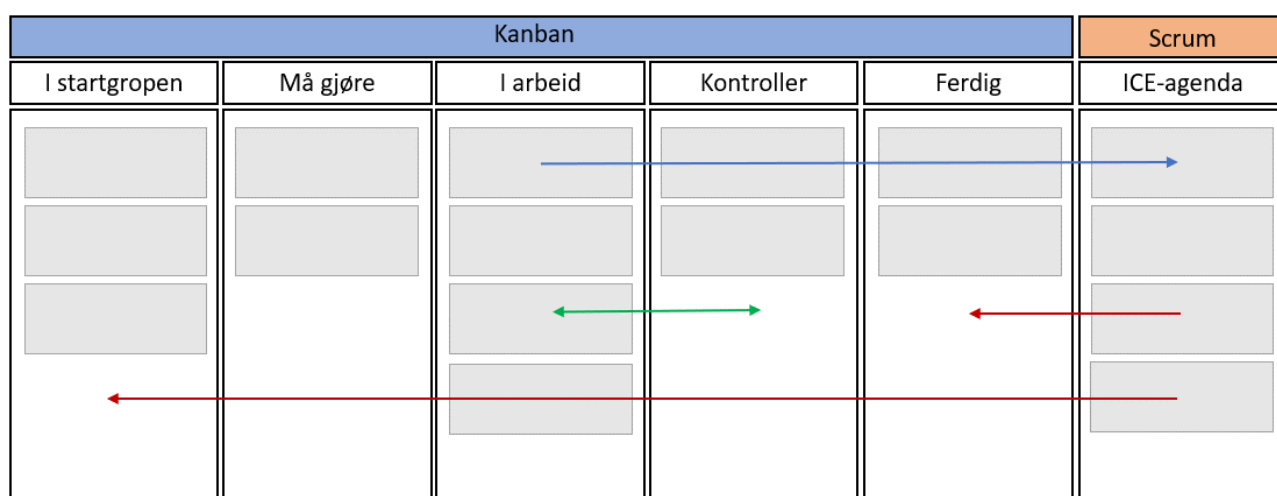 Kanban
Scrum
I startgropen
Må gjøre
I arbeid
Kontroller
Ferdig
ICE-agenda